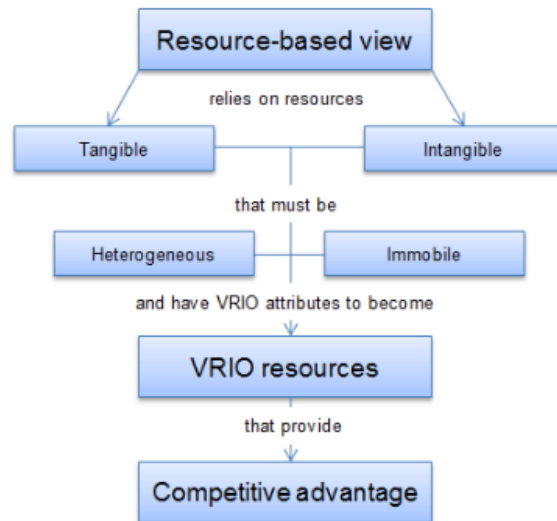 Resource-based view
relies on resources
Tangible
Intangible
that must be
Heterogeneous
Immobile
and have VRIO attributes to become
VRIO resources
that provide
Competitive advantage